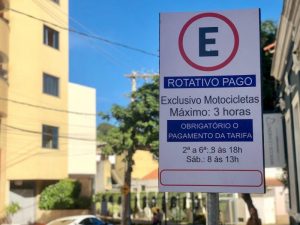 E
ROTATIVO PAGO
Exclusivo Motocicletas
Máximo: 3 horas
OBRIGATÓRIO O
PAGAMENTO DA TARIFA
2ª a 6ª: 8 às 18h
Sáb.: 8 às 13h